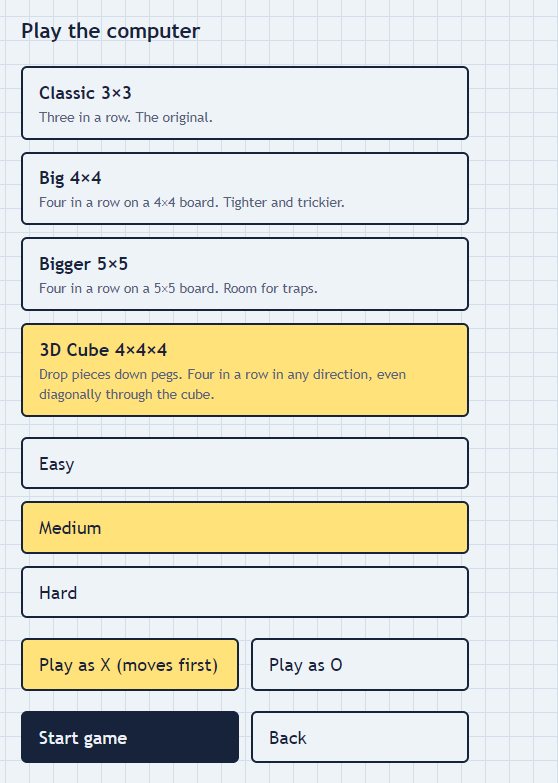 Play the computer
Classic 3×3
Three in a row. The original.
Big 4×4
Four in a row on a 4×4 board. Tighter and trickier.
Bigger 5×5
Four in a row on a 5×5 board. Room for traps.
3D Cube 4×4×4
Drop pieces down pegs. Four in a row in any direction, even
diagonally through the cube.
Easy
Medium
Hard
Play as X (moves first)
Play as O
Start game
Back